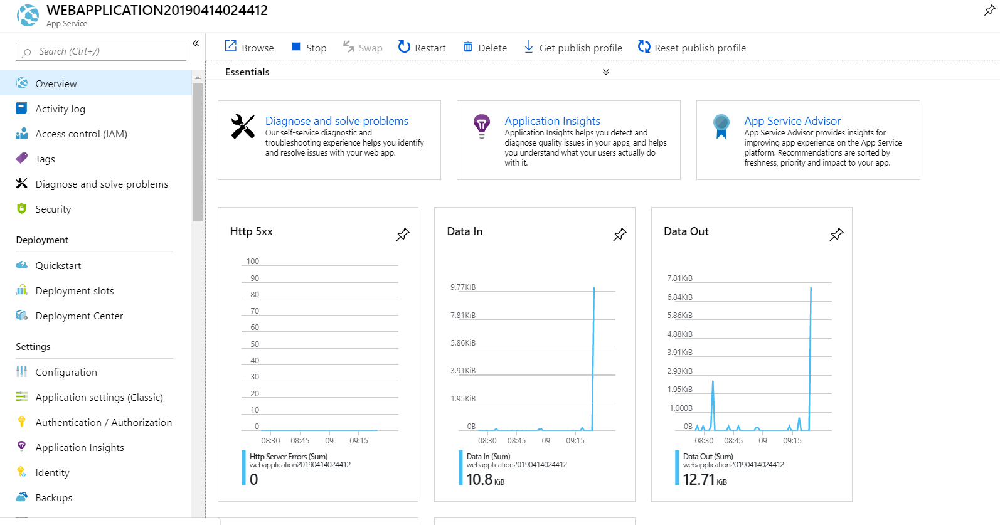 WEBAPPLICATION20190414024412
App Service
Search (Ctrl+/)
«
Overview
Activity log
Access control (IAM)
Tags
Diagnose and solve problems
Security
Deployment
Quickstart
Deployment slots
Deployment Center
Settings
Configuration
Application settings (Classic)
Authentication / Authorization
Application Insights
Identity
Backups
Browse
Stop
Swap
Restart
Delete
Get publish profile
Reset publish profile
Essentials
Diagnose and solve problems
Our self-service diagnostic and
troubleshooting experience helps you identify
and resolve issues with your web app.
Application Insights
Application Insights helps you detect and
diagnose quality issues in your apps, and helps
you understand what your users actually do
with it.
App Service Advisor
App Service Advisor provides insights for
improving app experience on the App Service
platform. Recommendations are sorted by
freshness, priority and impact to your app.
Http 5xx
100
90
80
70
60
50
40
30
20
10
0
08:30 08:45 09 09:15
Http Server Errors (Sum)
webapplication20190414024412
0
Data In
9.77KiB
7.81KiB
5.86KiB
3.91KiB
1.95KiB
0B
08:30 08:45 09 09:15
Data In (Sum)
webapplication20190414024412
10.8 KiB
Data Out
7.81KiB
6.84KiB
5.86KiB
4.88KiB
3.91KiB
2.93KiB
1.95KiB
1,000B
0B
08:30 08:45 09 09:15
Data Out (Sum)
webapplication20190414024412
12.71 KiB